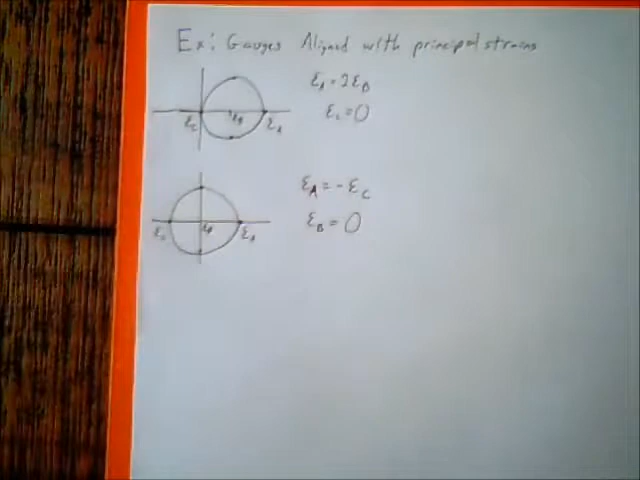 Ex: Gauges Aligned with principal strains
εA = 2εB
εC = 0
εC εB εA
εA = -εC
εB = 0
εC εB εA